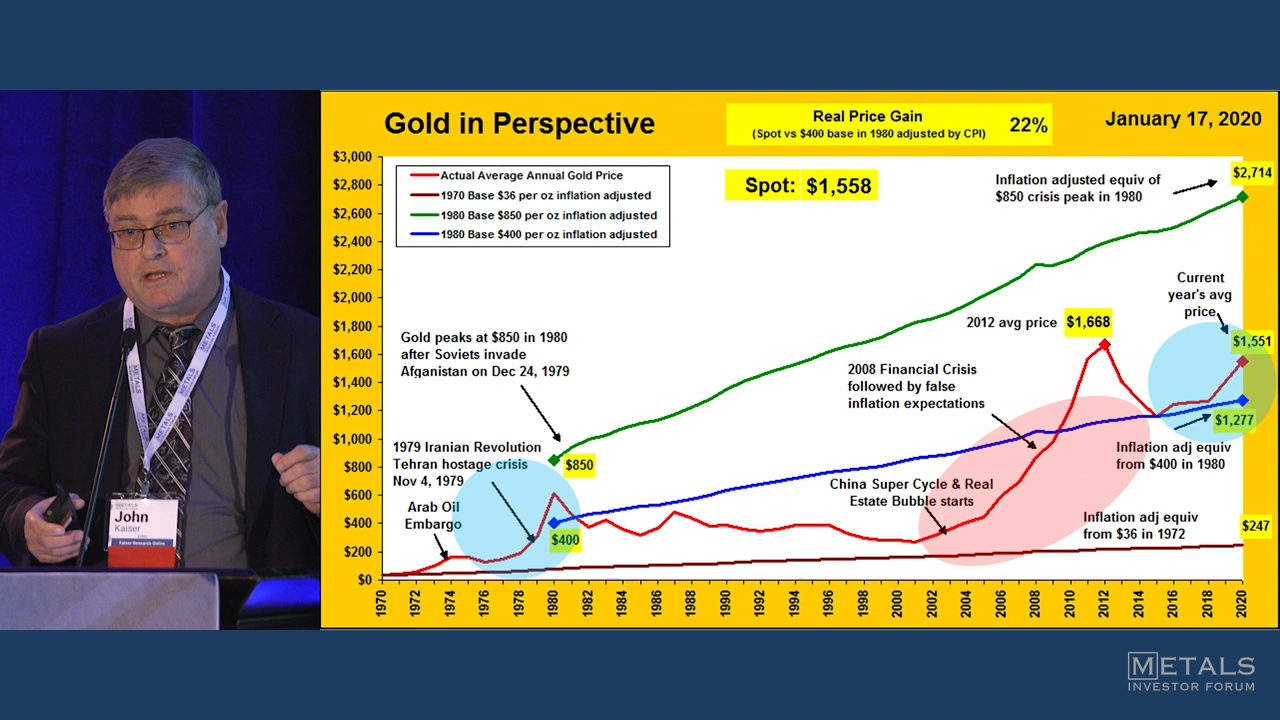 Gold in Perspective
Real Price Gain
(Spot vs $400 base in 1980 adjusted by CPI)
22%
January 17, 2020
$3,000
$2,800
$2,600
$2,400
$2,200
$2,000
$1,800
$1,600
$1,400
$1,200
$1,000
$800
$600
$400
$200
$0
Actual Average Annual Gold Price
1970 Base $36 per oz inflation adjusted
1980 Base $850 per oz inflation adjusted
1980 Base $400 per oz inflation adjusted
Spot: $1,558
Inflation adjusted equiv of
$850 crisis peak in 1980
$2,714
Gold peaks at $850 in 1980
after Soviets invade
Afganistan on Dec 24, 1979
2012 avg price
$1,668
Current
year's avg
price
$1,551
2008 Financial Crisis
followed by false
inflation expectations
$1,277
1979 Iranian Revolution
Tehran hostage crisis
Nov 4, 1979
$850
Inflation adj equiv
from $400 in 1980
China Super Cycle & Real
Estate Bubble starts
Arab Oil
Embargo
$400
Inflation adj equiv
from $36 in 1972
$247
1970
1972
1974
1976
1978
1980
1982
1984
1986
1988
1990
1992
1994
1996
1998
2000
2002
2004
2006
2008
2010
2012
2014
2016
2018
2020
METALS
METALS
John
Kaiser
Kaiser Research Online
METALS
INVESTOR FORUM